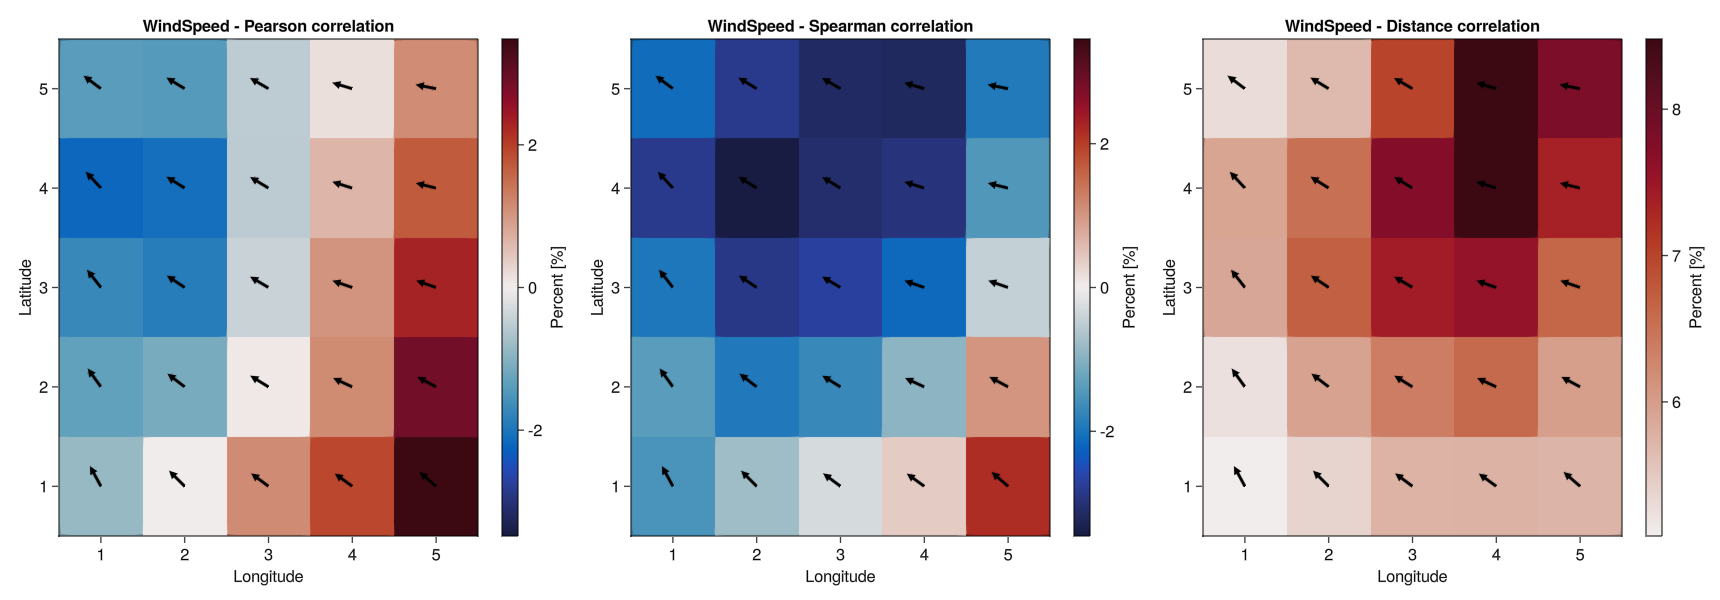 WindSpeed - Pearson correlation
5
4
3
2
1
Latitude
1 2 3 4 5
Longitude
2
0
-2
Percent [%]
WindSpeed - Spearman correlation
5
4
3
2
1
Latitude
1 2 3 4 5
Longitude
2
0
-2
Percent [%]
WindSpeed - Distance correlation
5
4
3
2
1
Latitude
1 2 3 4 5
Longitude
8
7
6
Percent [%]